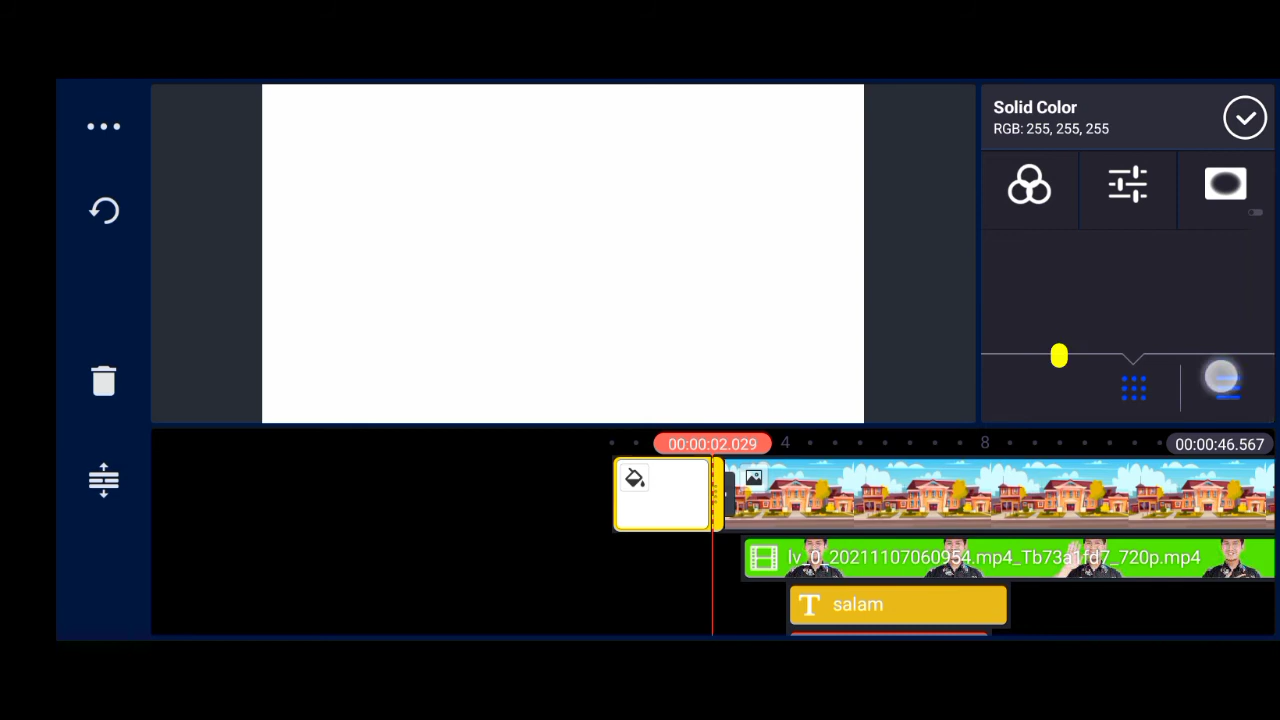 Solid Color
RGB: 255, 255, 255
00:00:02.029
4
8
00:00:46.567
lv_0_20211107060954.mp4_Tb73a1fd7_720p.mp4
T salam